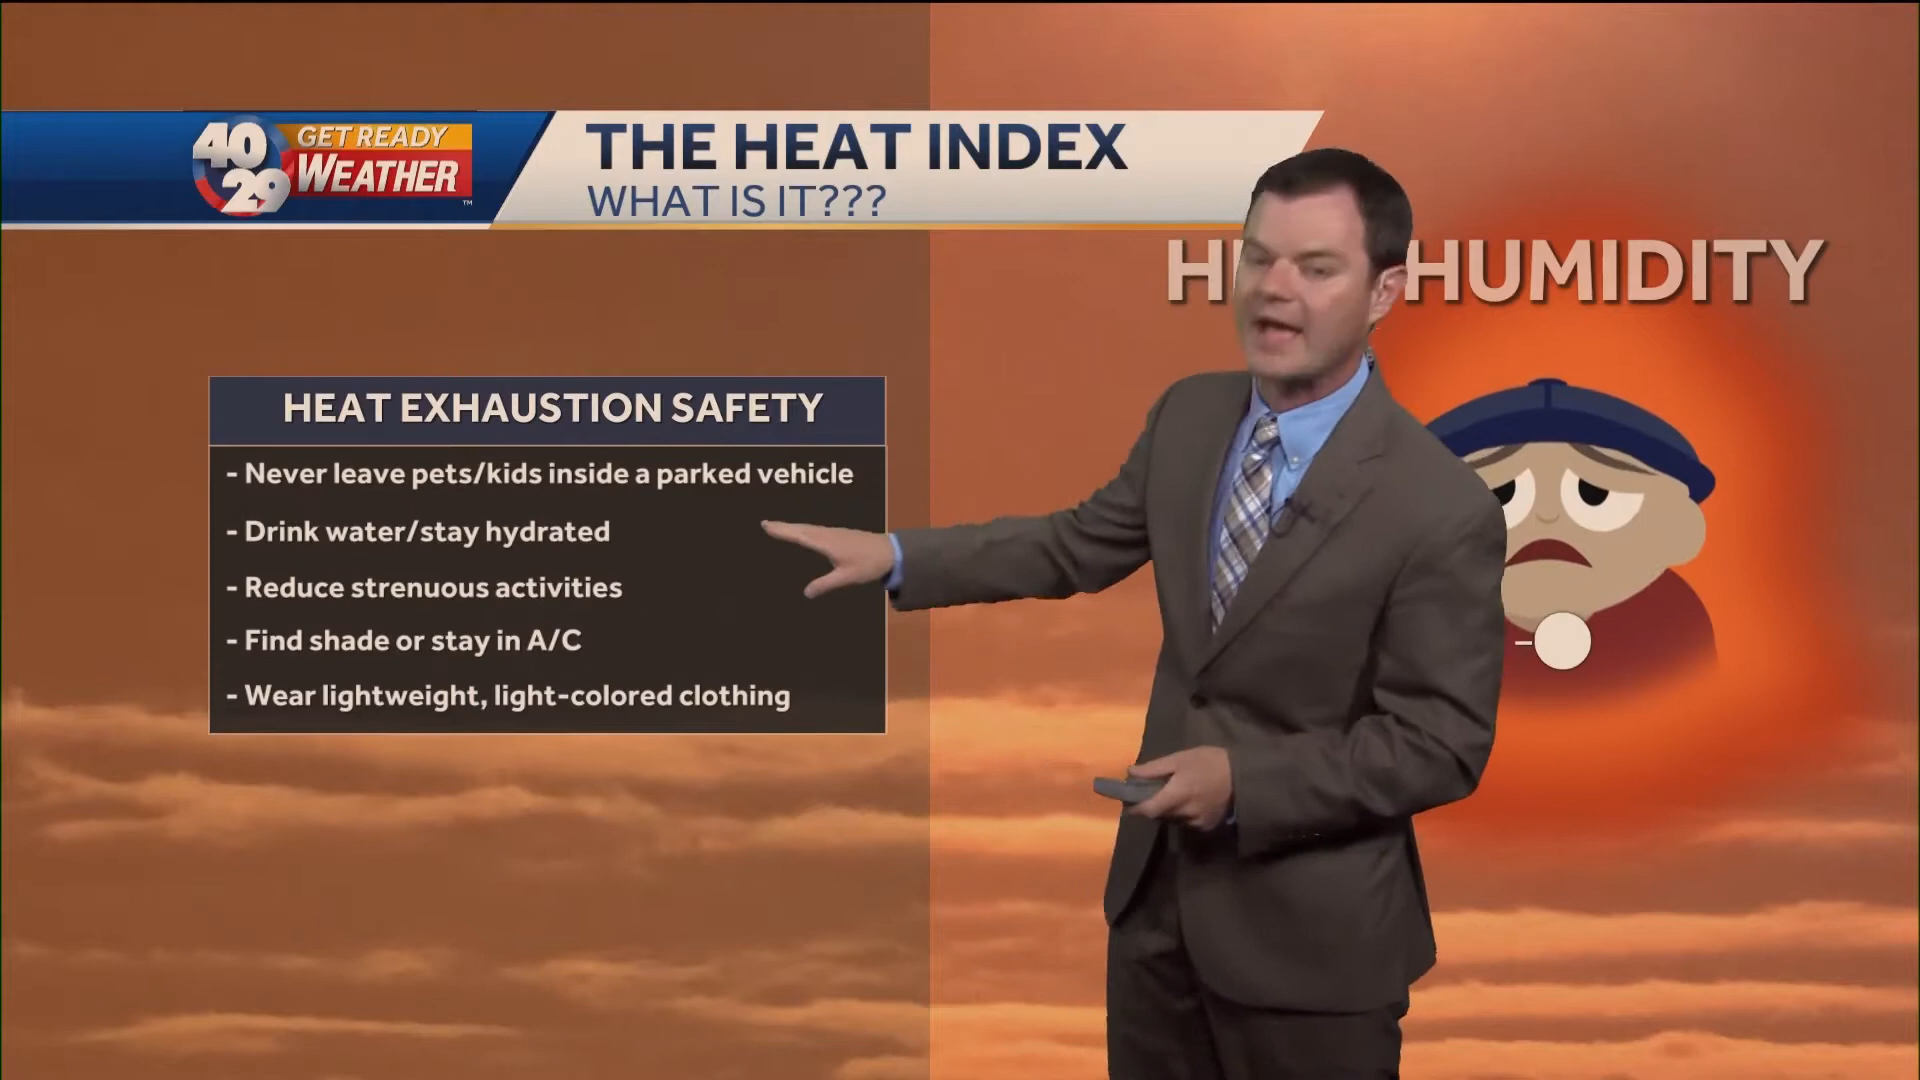 40
29
GET READY
WEATHER
™
THE HEAT INDEX
WHAT IS IT???
HUMIDITY
HEAT EXHAUSTION SAFETY
- Never leave pets/kids inside a parked vehicle
- Drink water/stay hydrated
- Reduce strenuous activities
- Find shade or stay in A/C
- Wear lightweight, light-colored clothing